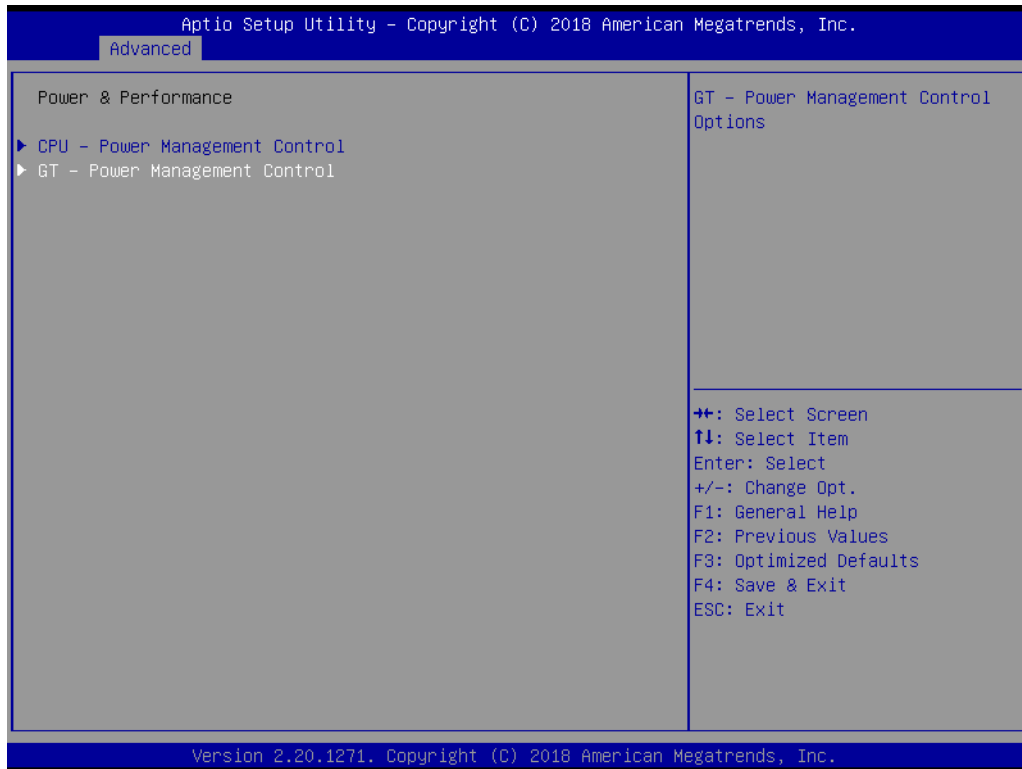 Aptio Setup Utility – Copyright (C) 2018 American Megatrends, Inc.
Advanced
Power & Performance
▶ CPU – Power Management Control
▶ GT – Power Management Control
GT – Power Management Control
Options
→←: Select Screen
↑↓: Select Item
Enter: Select
+/-: Change Opt.
F1: General Help
F2: Previous Values
F3: Optimized Defaults
F4: Save & Exit
ESC: Exit
Version 2.20.1271. Copyright (C) 2018 American Megatrends, Inc.